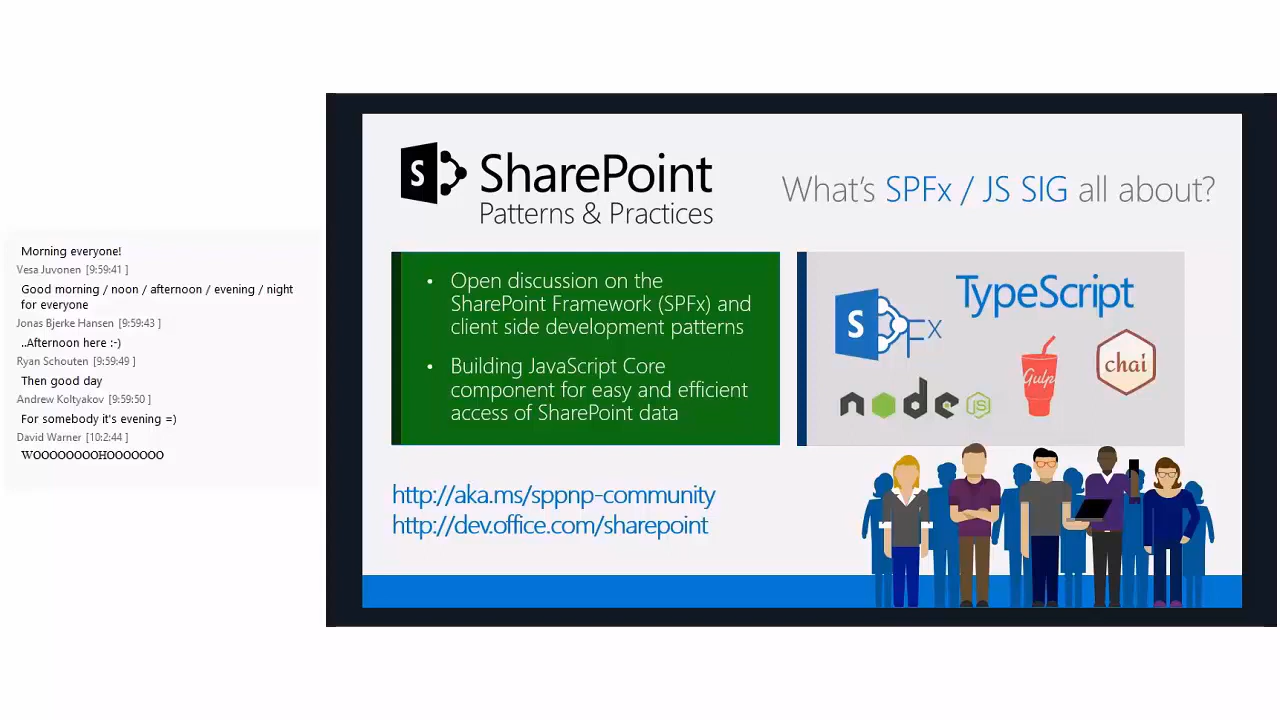 Morning everyone!
Vesa Juvonen [9:59:41 ]
Good morning / noon / afternoon / evening / night
for everyone
Jonas Bjerke Hansen [9:59:43 ]
..Afternoon here :-)
Ryan Schouten [9:59:49 ]
Then good day
Andrew Koltyakov [9:59:50 ]
For somebody it's evening =)
David Warner [10:2:44 ]
WOOOOOOOOHOOOOOOO
S SharePoint
Patterns & Practices
What's SPFx / JS SIG all about?
• Open discussion on the
SharePoint Framework (SPFx) and
client side development patterns
• Building JavaScript Core
component for easy and efficient
access of SharePoint data
TypeScript
S Fx
Gulp
chai
node JS
http://aka.ms/sppnp-community
http://dev.office.com/sharepoint